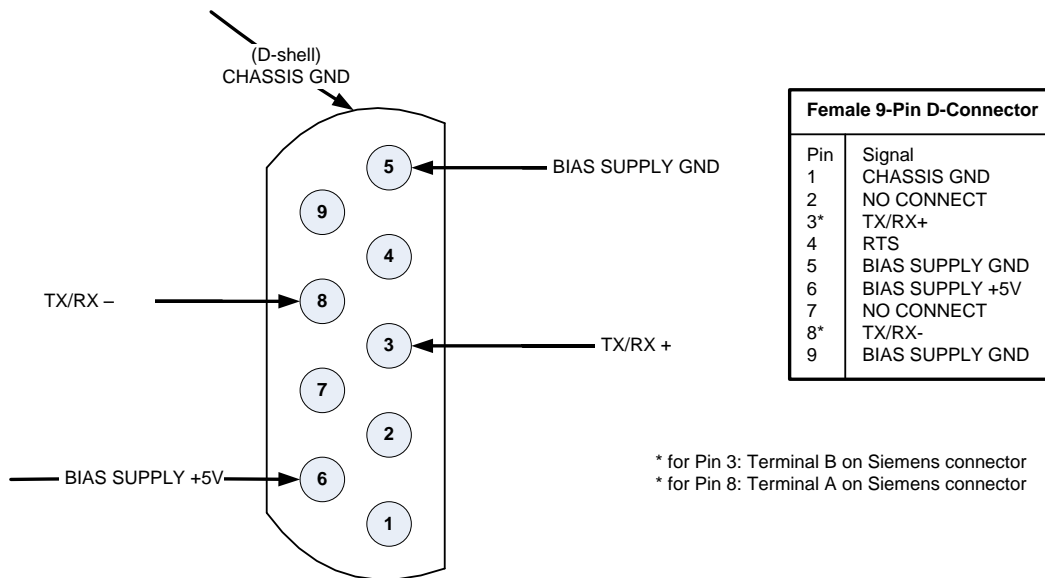 (D-shell)
CHASSIS GND
5
BIAS SUPPLY GND
9
4
TX/RX –
8
3
TX/RX +
7
2
BIAS SUPPLY +5V
6
1
Female 9-Pin D-Connector
Pin Signal
1 CHASSIS GND
2 NO CONNECT
3* TX/RX+
4 RTS
5 BIAS SUPPLY GND
6 BIAS SUPPLY +5V
7 NO CONNECT
8* TX/RX-
9 BIAS SUPPLY GND
* for Pin 3: Terminal B on Siemens connector
* for Pin 8: Terminal A on Siemens connector